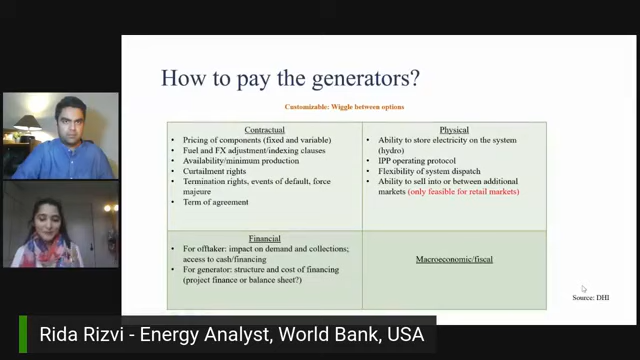 How to pay the generators?
Customizable: Wiggle between options
Contractual
• Pricing of components (fixed and variable)
• Fuel and FX adjustment/indexing clauses
• Availability/minimum production
• Curtailment rights
• Termination rights, events of default, force
majeure
• Term of agreement
Physical
• Ability to store electricity on the system
(hydro)
• IPP operating protocol
• Flexibility of system dispatch
• Ability to sell into or between additional
markets (only feasible for retail markets)
Financial
• For offtaker: impact on demand and collections;
access to cash/financing
• For generator: structure and cost of financing
(project finance or balance sheet?)
Macroeconomic/fiscal
Source: DHI
Rida Rizvi - Energy Analyst, World Bank, USA